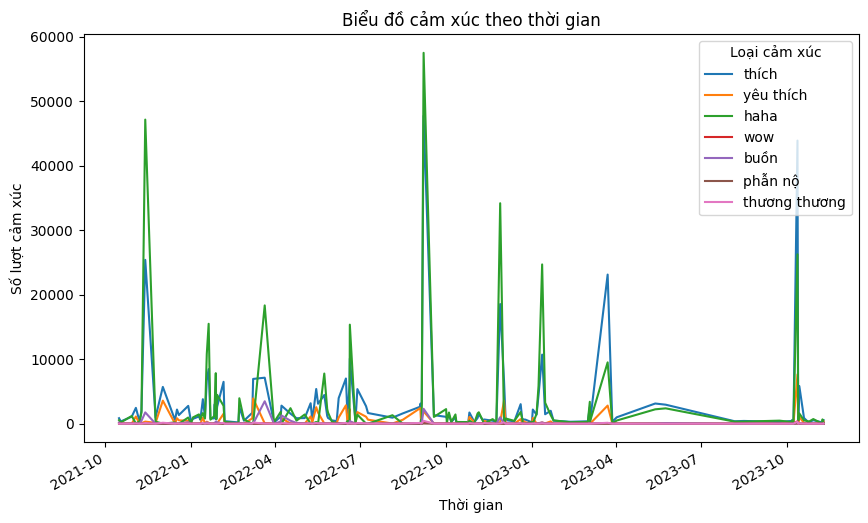 Biểu đồ cảm xúc theo thời gian
Số lượt cảm xúc
60000
50000
40000
30000
20000
10000
0
Loại cảm xúc
thích
yêu thích
haha
wow
buồn
phẫn nộ
thương thương
2021-10
2022-01
2022-04
2022-07
2022-10
2023-01
2023-04
2023-07
2023-10
Thời gian